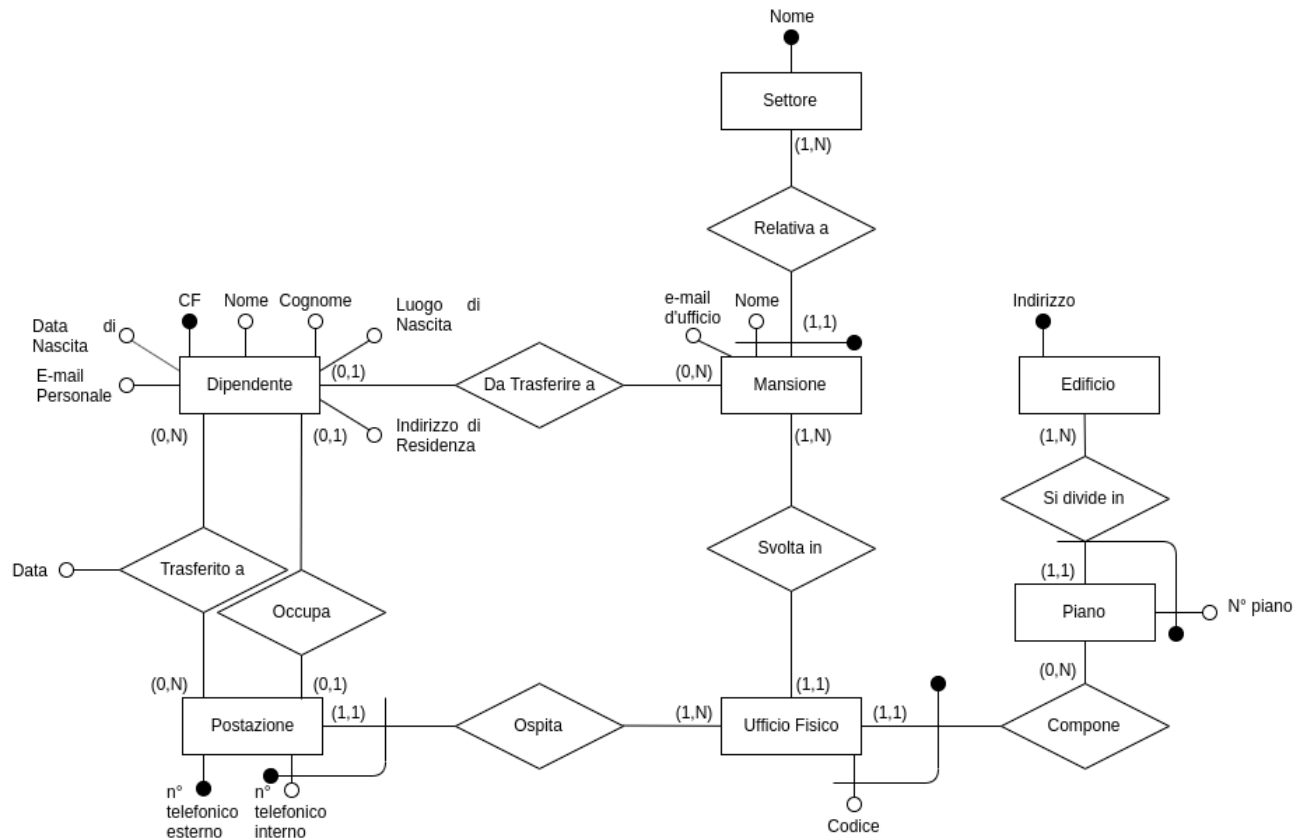 Nome
Settore
(1,N)
Relativa a
(1,1)
CF
Nome
Cognome
Luogo di
Nascita
Data di
Nascita
E-mail
Personale
Dipendente
(0,1)
Indirizzo di
Residenza
(0,N)
(0,1)
Da Trasferire a
(0,N)
e-mail
d'ufficio
Nome
Mansione
(1,N)
Indirizzo
Edificio
(1,N)
Si divide in
(1,1)
Piano
N° piano
(0,N)
Data
Trasferito a
Occupa
Svolta in
(0,N)
(0,1)
Postazione
(1,1)
n°
telefonico
esterno
n°
telefonico
interno
Ospita
(1,N)
(1,1)
Ufficio Fisico
(1,1)
Codice
Compone